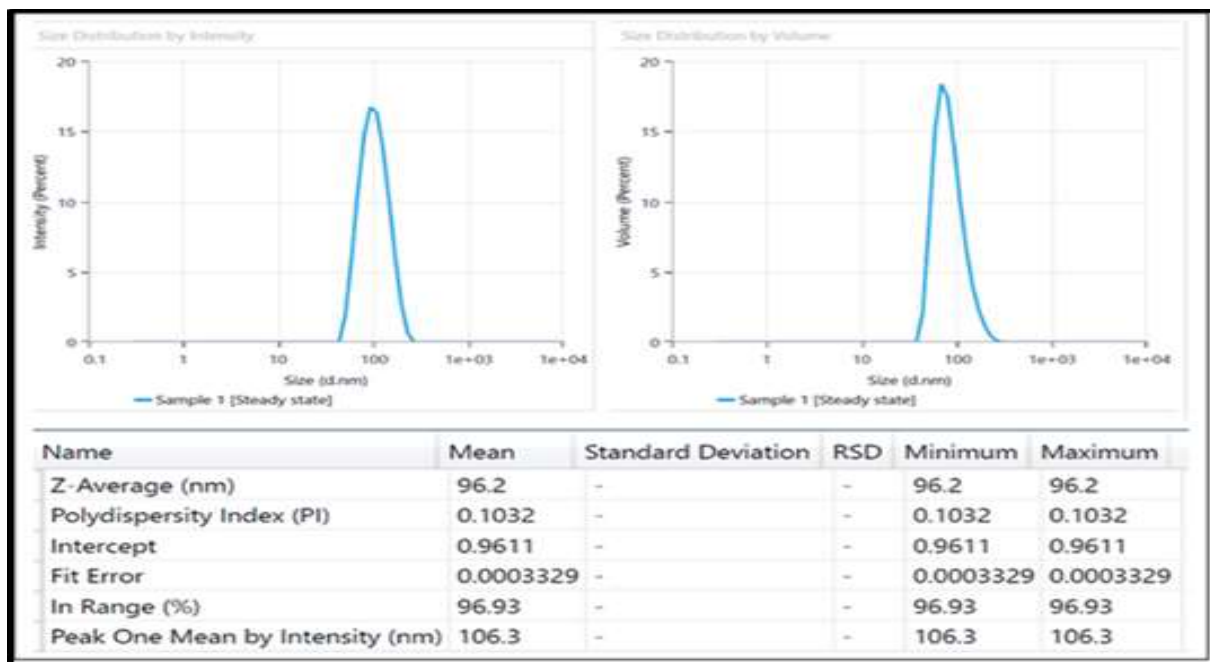 Size Distribution by Intensity
20
15
10
5
0
Intensity (Percent)
0.1 1 10 100 1e+03 1e+04
Size (d.nm)
Sample 1 [Steady state]
Size Distribution by Volume
20
15
10
5
0
Volume (Percent)
0.1 1 10 100 1e+03 1e+04
Size (d.nm)
Sample 1 [Steady state]
Name Mean Standard Deviation RSD Minimum Maximum
Z-Average (nm) 96.2 - - 96.2 96.2
Polydispersity Index (PI) 0.1032 - - 0.1032 0.1032
Intercept 0.9611 - - 0.9611 0.9611
Fit Error 0.0003329 - - 0.0003329 0.0003329
In Range (%) 96.93 - - 96.93 96.93
Peak One Mean by Intensity (nm) 106.3 - - 106.3 106.3